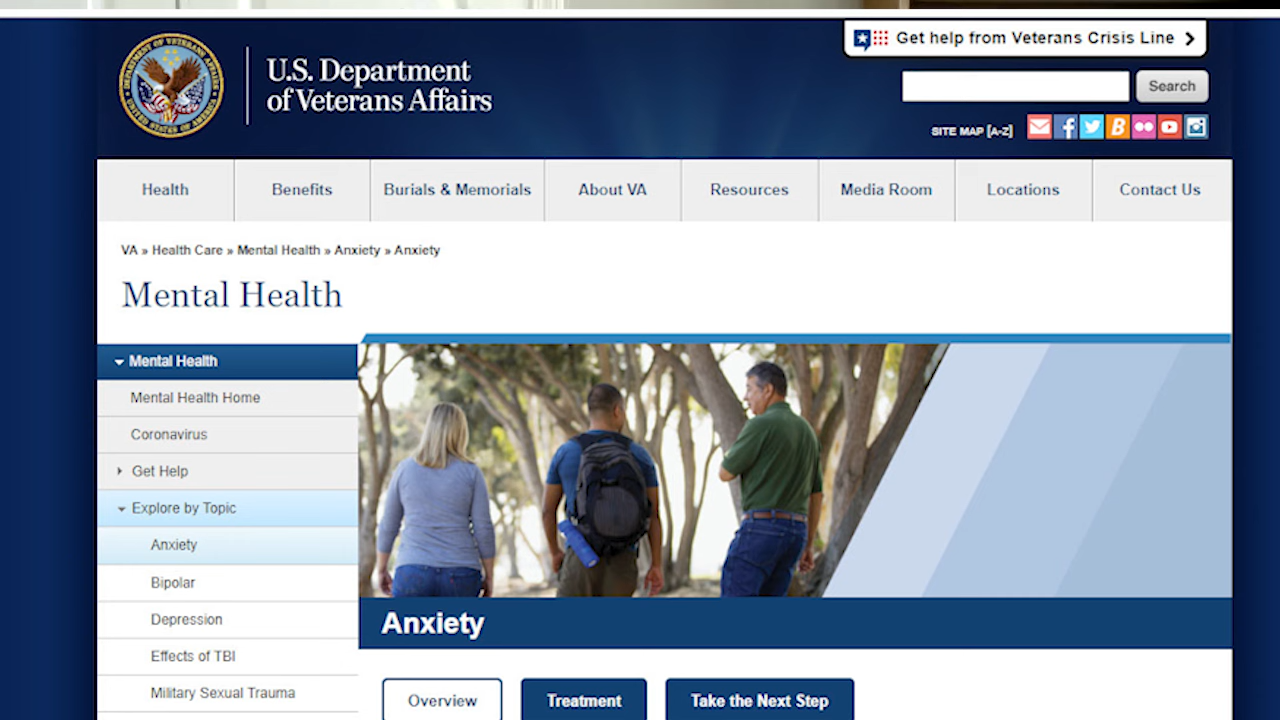 Get help from Veterans Crisis Line
U.S. Department
of Veterans Affairs
Search
SITE MAP [A-Z]
Health
Benefits
Burials & Memorials
About VA
Resources
Media Room
Locations
Contact Us
VA » Health Care » Mental Health » Anxiety » Anxiety
Mental Health
Mental Health
Mental Health Home
Coronavirus
Get Help
Explore by Topic
Anxiety
Bipolar
Depression
Effects of TBI
Military Sexual Trauma
Anxiety
Overview
Treatment
Take the Next Step